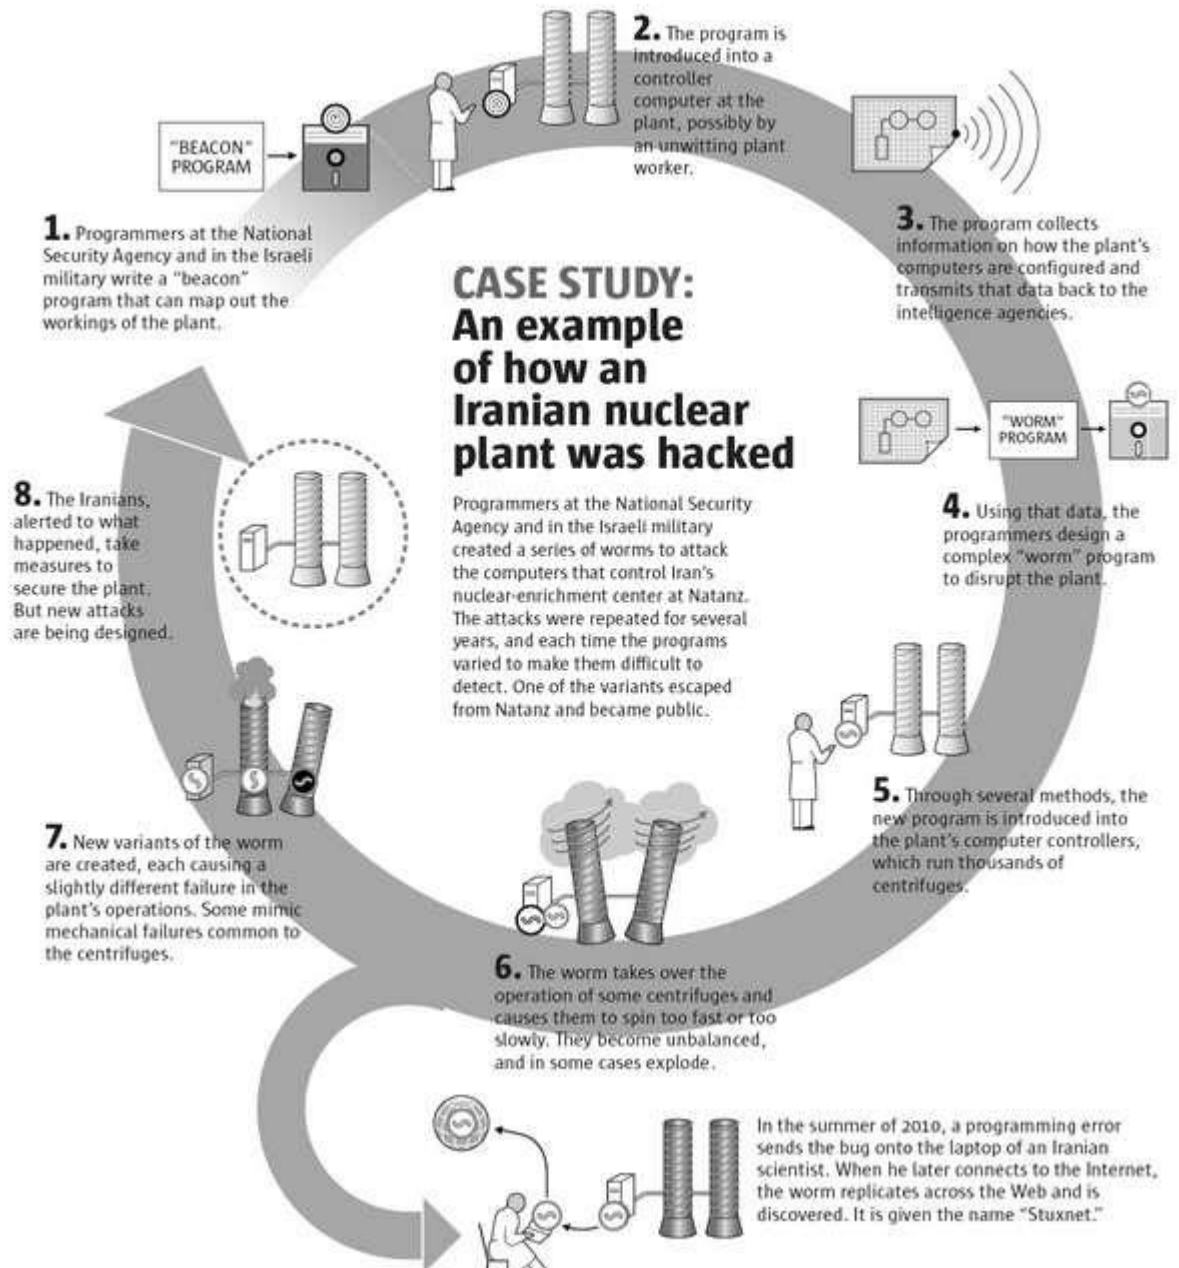 "BEACON"
PROGRAM
1. Programmers at the National
Security Agency and in the Israeli
military write a "beacon"
program that can map out the
workings of the plant.
2. The program is
introduced into a
controller
computer at the
plant, possibly by
an unwitting plant
worker.
3. The program collects
information on how the plant's
computers are configured and
transmits that data back to the
intelligence agencies.
CASE STUDY:
An example
of how an
Iranian nuclear
plant was hacked
Programmers at the National Security
Agency and in the Israeli military
created a series of worms to attack
the computers that control Iran's
nuclear-enrichment center at Natanz.
The attacks were repeated for several
years, and each time the programs
varied to make them difficult to
detect. One of the variants escaped
from Natanz and became public.
"WORM"
PROGRAM
4. Using that data, the
programmers design a
complex "worm" program
to disrupt the plant.
5. Through several methods, the
new program is introduced into
the plant's computer controllers,
which run thousands of
centrifuges.
6. The worm takes over the
operation of some centrifuges and
causes them to spin too fast or too
slowly. They become unbalanced,
and in some cases explode.
7. New variants of the worm
are created, each causing a
slightly different failure in the
plant's operations. Some mimic
mechanical failures common to
the centrifuges.
8. The Iranians,
alerted to what
happened, take
measures to
secure the plant.
But new attacks
are being designed.
In the summer of 2010, a programming error
sends the bug onto the laptop of an Iranian
scientist. When he later connects to the Internet,
the worm replicates across the Web and is
discovered. It is given the name "Stuxnet."